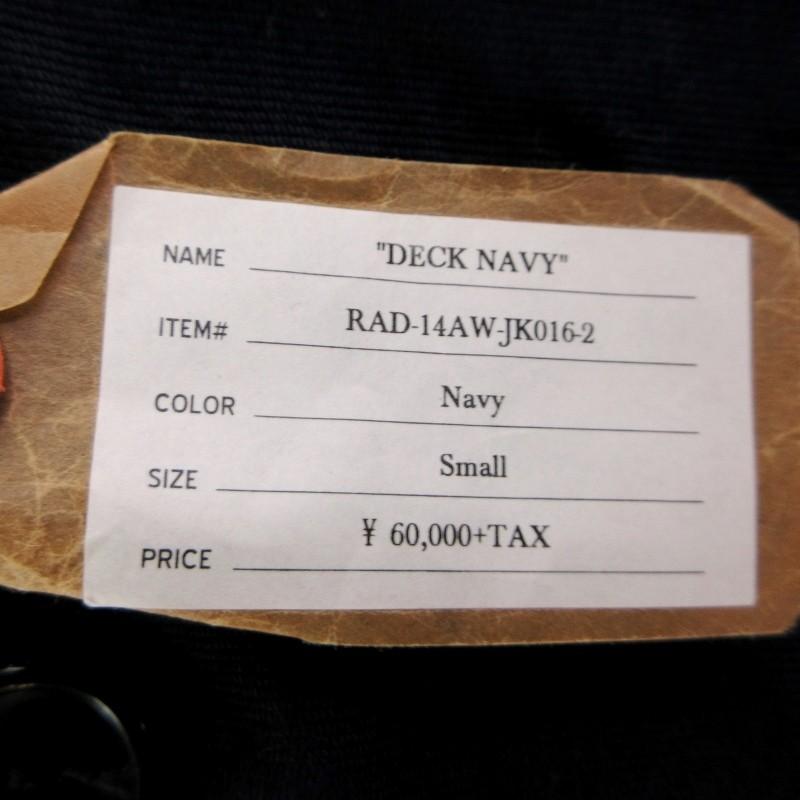 NAME "DECK NAVY"
ITEM# RAD-14AW-JK016-2
COLOR Navy
SIZE Small
PRICE ¥ 60,000+TAX